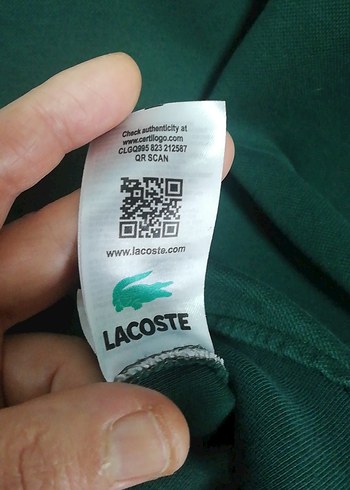 Check authenticity at
www.certilogo.com
CLGQ995 823 212587
QR SCAN
www.lacoste.com
LACOSTE